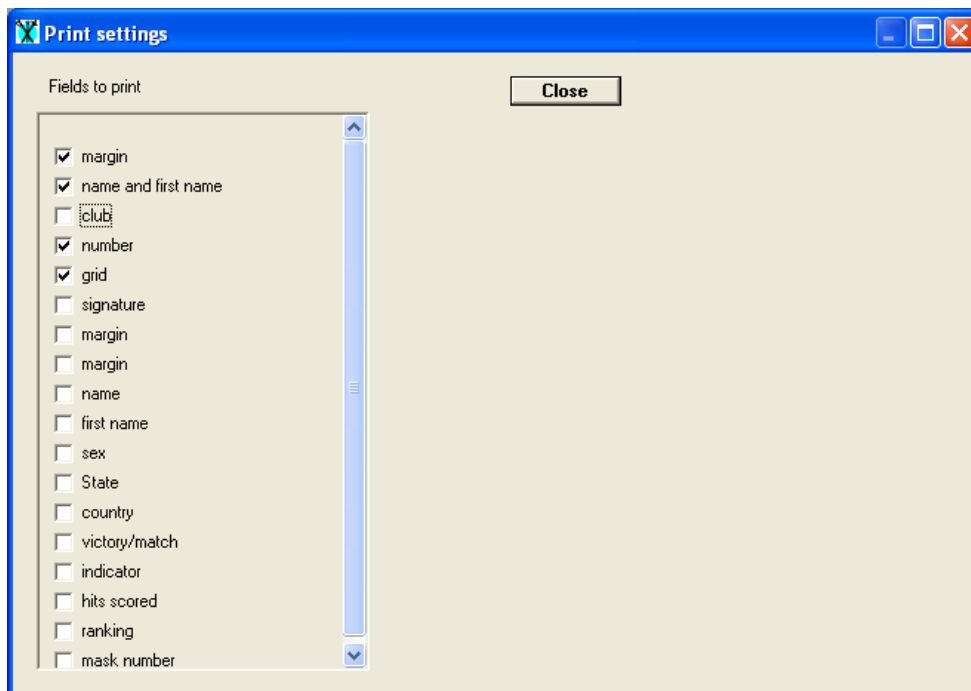 Print settings
Fields to print
Close
margin
name and first name
club
number
grid
signature
margin
margin
name
first name
sex
State
country
victory/match
indicator
hits scored
ranking
mask number